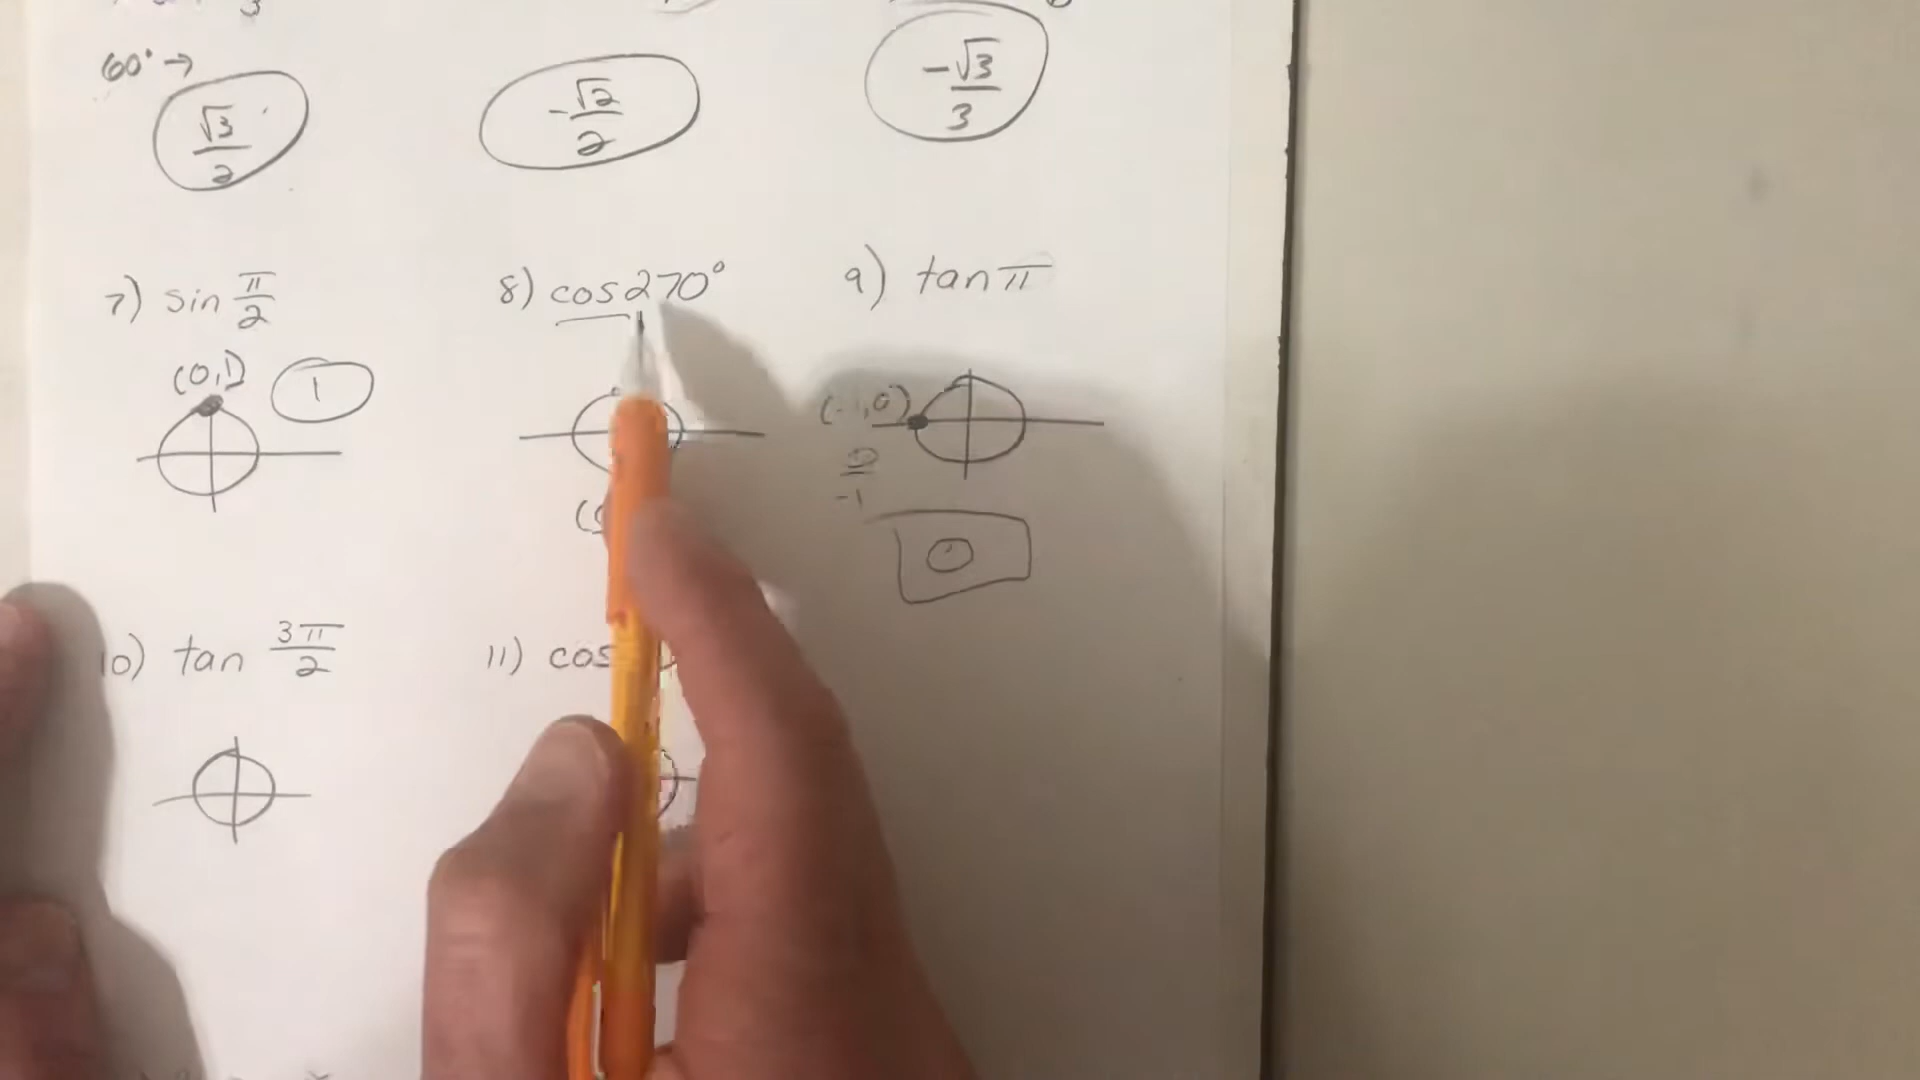 60° →
√3/2
-√2/2
-√3/3
7) sin π/2
(0,1)
1
8) cos 270°
9) tan π
(-1,0)
0/-1
0
10) tan 3π/2
11) cos